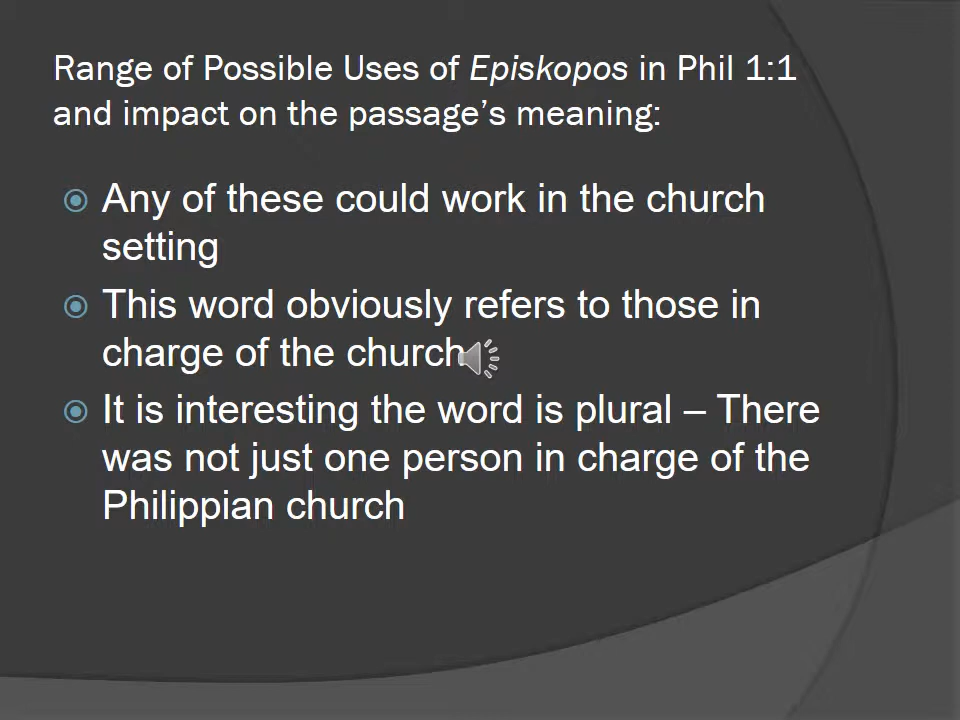 Range of Possible Uses of Episkopos in Phil 1:1
and impact on the passage's meaning:
Any of these could work in the church
setting
This word obviously refers to those in
charge of the church
It is interesting the word is plural – There
was not just one person in charge of the
Philippian church